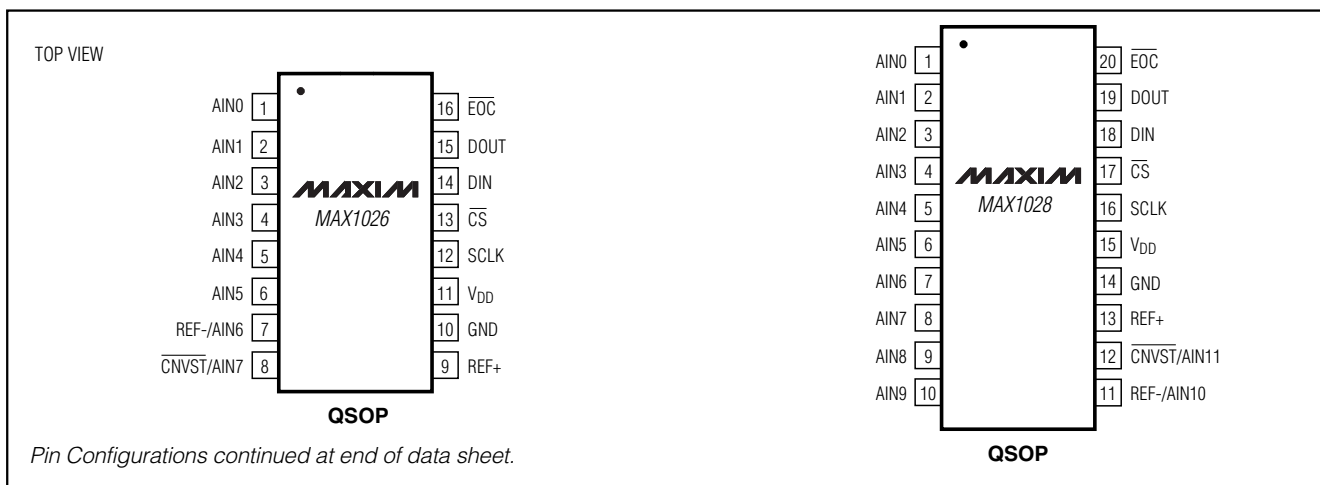 TOP VIEW
AIN0 1
AIN1 2
AIN2 3
AIN3 4
AIN4 5
AIN5 6
REF-/AIN6 7
CNVST/AIN7 8
MAXIM
MAX1026
16 EOC
15 DOUT
14 DIN
13 CS
12 SCLK
11 VDD
10 GND
9 REF+
QSOP
AIN0 1
AIN1 2
AIN2 3
AIN3 4
AIN4 5
AIN5 6
AIN6 7
AIN7 8
AIN8 9
AIN9 10
MAXIM
MAX1028
20 EOC
19 DOUT
18 DIN
17 CS
16 SCLK
15 VDD
14 GND
13 REF+
12 CNVST/AIN11
11 REF-/AIN10
QSOP
Pin Configurations continued at end of data sheet.